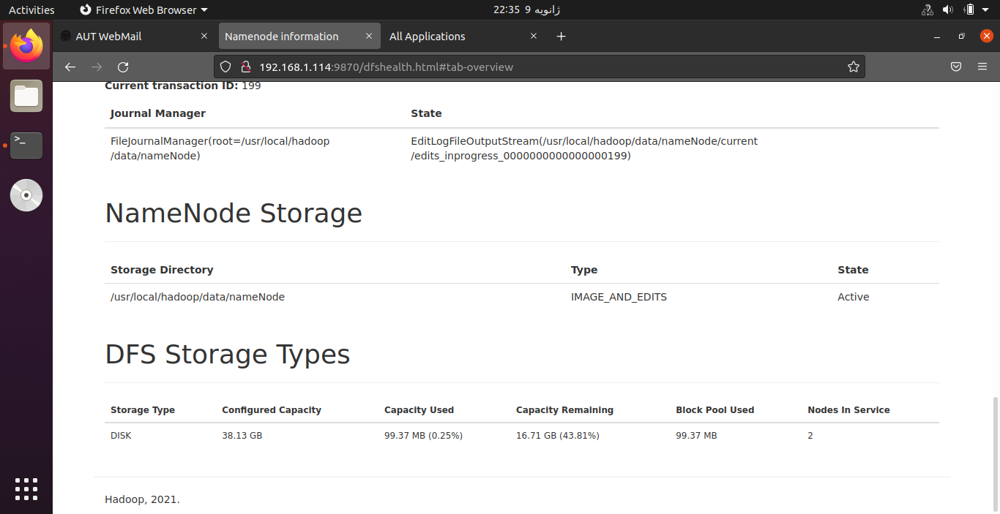 Activities
Firefox Web Browser
22:35 9 ژانویه
AUT WebMail
Namenode information
All Applications
192.168.1.114:9870/dfshealth.html#tab-overview
Current transaction ID: 199
Journal Manager State
FileJournalManager(root=/usr/local/hadoop EditLogFileOutputStream(/usr/local/hadoop/data/nameNode/current
/data/nameNode) /edits_inprogress_0000000000000000199)
NameNode Storage
Storage Directory Type State
/usr/local/hadoop/data/nameNode IMAGE_AND_EDITS Active
DFS Storage Types
Storage Type Configured Capacity Capacity Used Capacity Remaining Block Pool Used Nodes In Service
DISK 38.13 GB 99.37 MB (0.25%) 16.71 GB (43.81%) 99.37 MB 2
Hadoop, 2021.